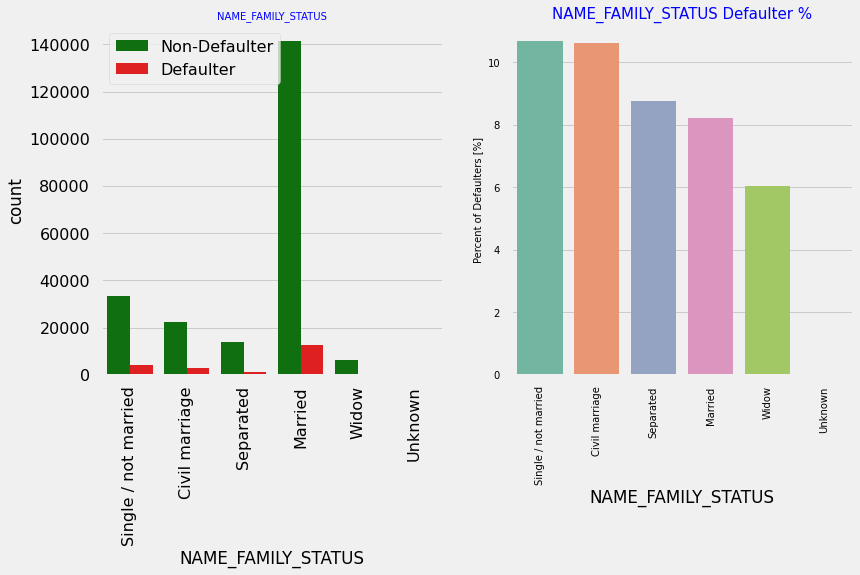 NAME_FAMILY_STATUS
Non-Defaulter
Defaulter
140000
120000
100000
80000
60000
40000
20000
0
count
Single / not married
Civil marriage
Separated
Married
Widow
Unknown
NAME_FAMILY_STATUS
NAME_FAMILY_STATUS Defaulter %
10
8
6
4
2
0
Percent of Defaulters [%]
Single / not married
Civil marriage
Separated
Married
Widow
Unknown
NAME_FAMILY_STATUS